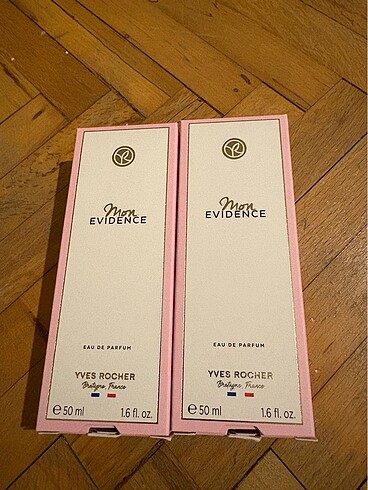 Mon
EVIDENCE
EAU DE PARFUM
YVES ROCHER
Bretagne, France
℮ 50 ml 1.6 fl. oz.
Mon
EVIDENCE
EAU DE PARFUM
YVES ROCHER
Bretagne, France
℮ 50 ml 1.6 fl. oz.